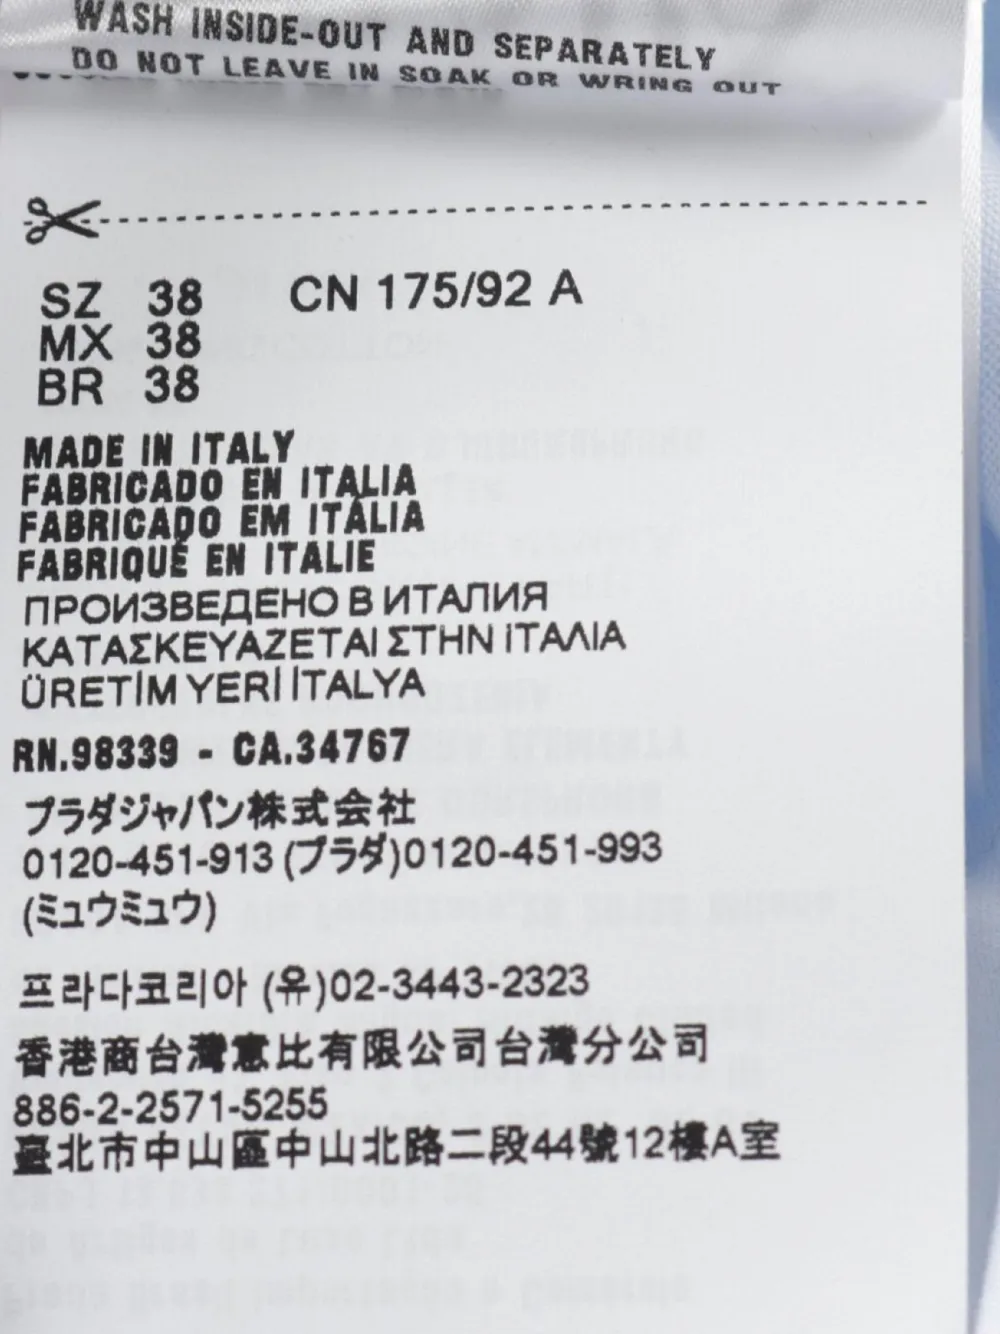 WASH INSIDE-OUT AND SEPARATELY
DO NOT LEAVE IN SOAK OR WRING OUT
SZ 38 CN 175/92 A
MX 38
BR 38
MADE IN ITALY
FABRICADO EN ITALIA
FABRICADO EM ITÁLIA
FABRIQUÉ EN ITALIE
ПРОИЗВЕДЕНО В ИТАЛИЯ
ΚΑΤΑΣΚΕΥΑΖΕΤΑΙ ΣΤΗΝ ΙΤΑΛΙΑ
ÜRETİM YERİ İTALYA
RN.98339 - CA.34767
プラダジャパン株式会社
0120-451-913 (プラダ)0120-451-993
(ミュウミュウ)
프라다코리아 (유)02-3443-2323
香港商台灣憙比有限公司台灣分公司
886-2-2571-5255
臺北市中山區中山北路二段44號12樓A室